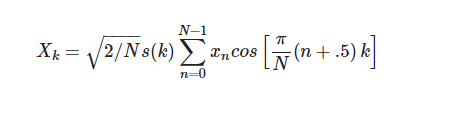 $X_k = \sqrt{2/N}\, s(k) \sum_{n=0}^{N-1} x_n cos \left[ \frac{\pi}{N} (n + .5) k \right]$